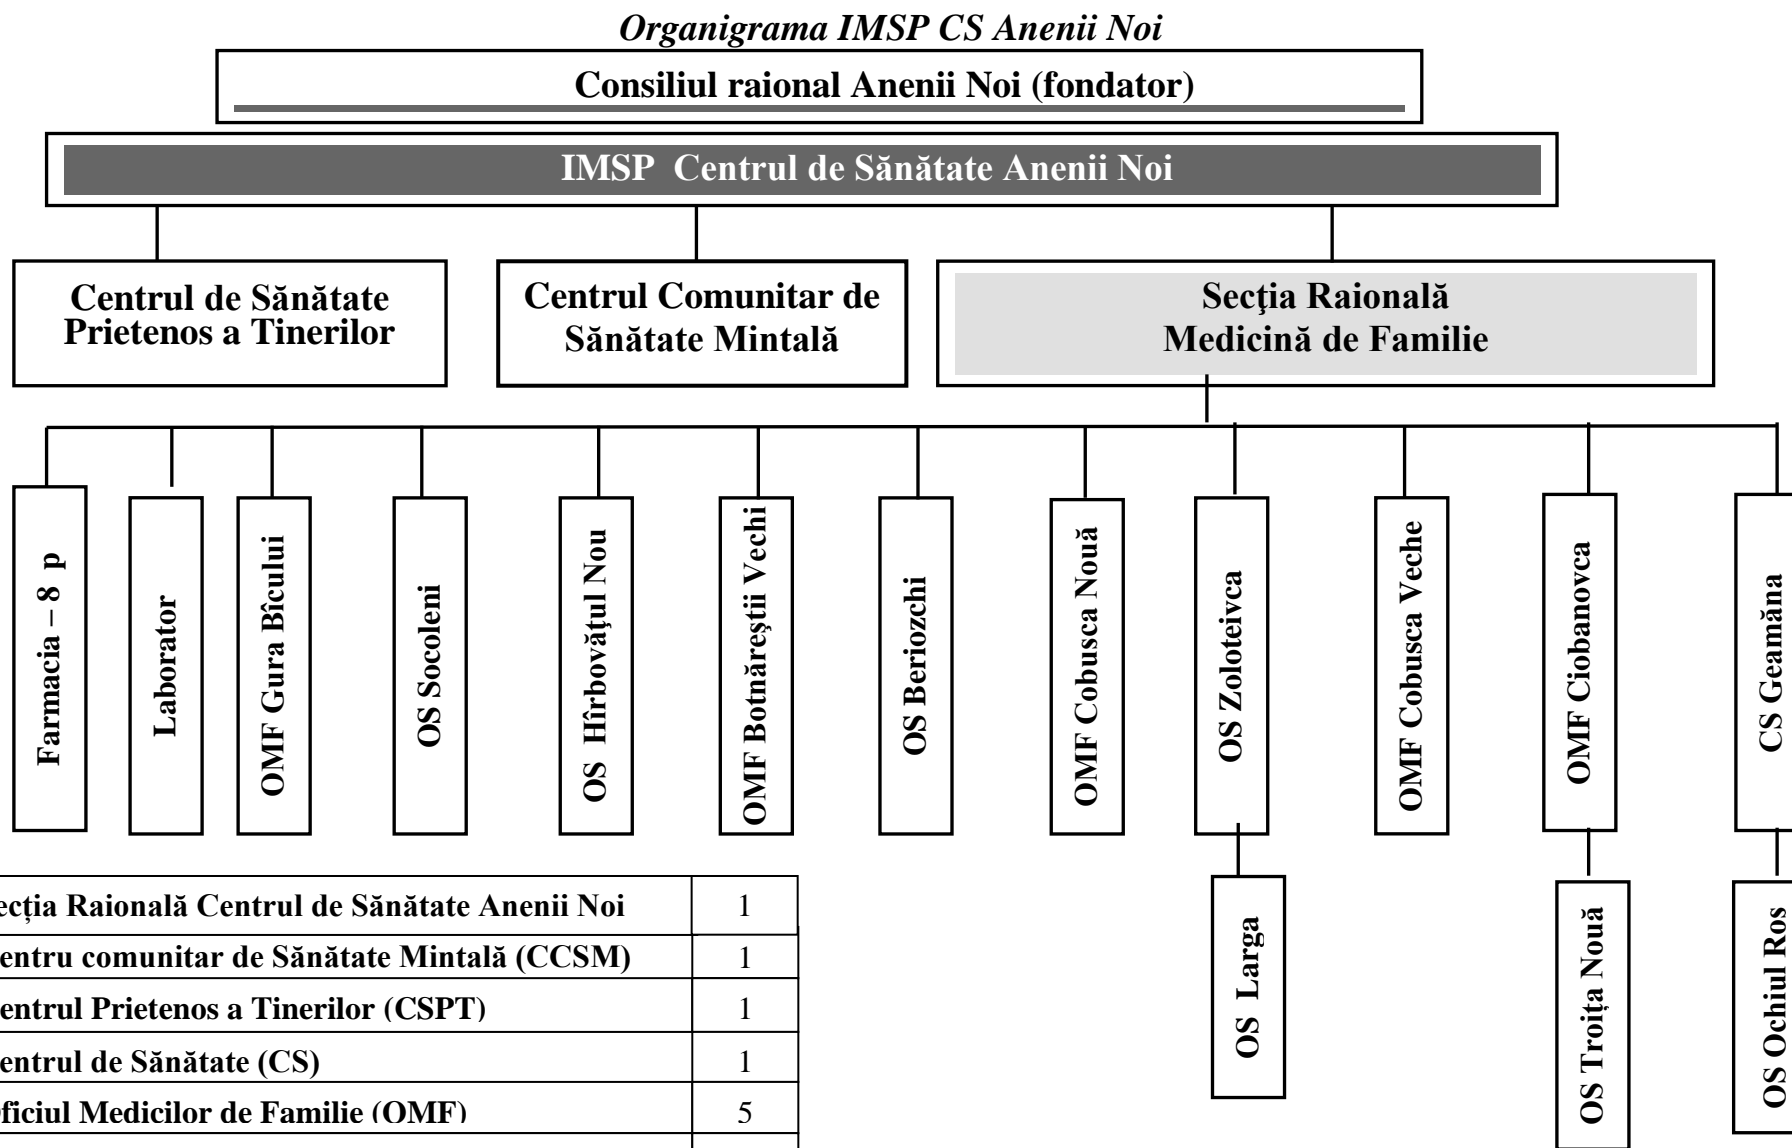 Organigrama IMSP CS Anenii Noi
Consiliul raional Anenii Noi (fondator)
IMSP Centrul de Sănătate Anenii Noi
Centrul de Sănătate
Prietenos a Tinerilor
Centrul Comunitar de
Sănătate Mintală
Secţia Raională
Medicină de Familie
Farmacia – 8 p
Laborator
OMF Gura Bîcului
OS Socoleni
OS Hîrbovăţul Nou
OMF Botnăreştii Vechi
OS Beriozchi
OMF Cobusca Nouă
OS Zoloteivca
OMF Cobusca Veche
OMF Ciobanovca
CS Geamăna
OS Larga
OS Troița Nouă
OS Ochiul Ros
ecția Raională Centrul de Sănătate Anenii Noi 1
entru comunitar de Sănătate Mintală (CCSM) 1
entrul Prietenos a Tinerilor (CSPT) 1
entrul de Sănătate (CS) 1
ficiul Medicilor de Familie (OMF) 5